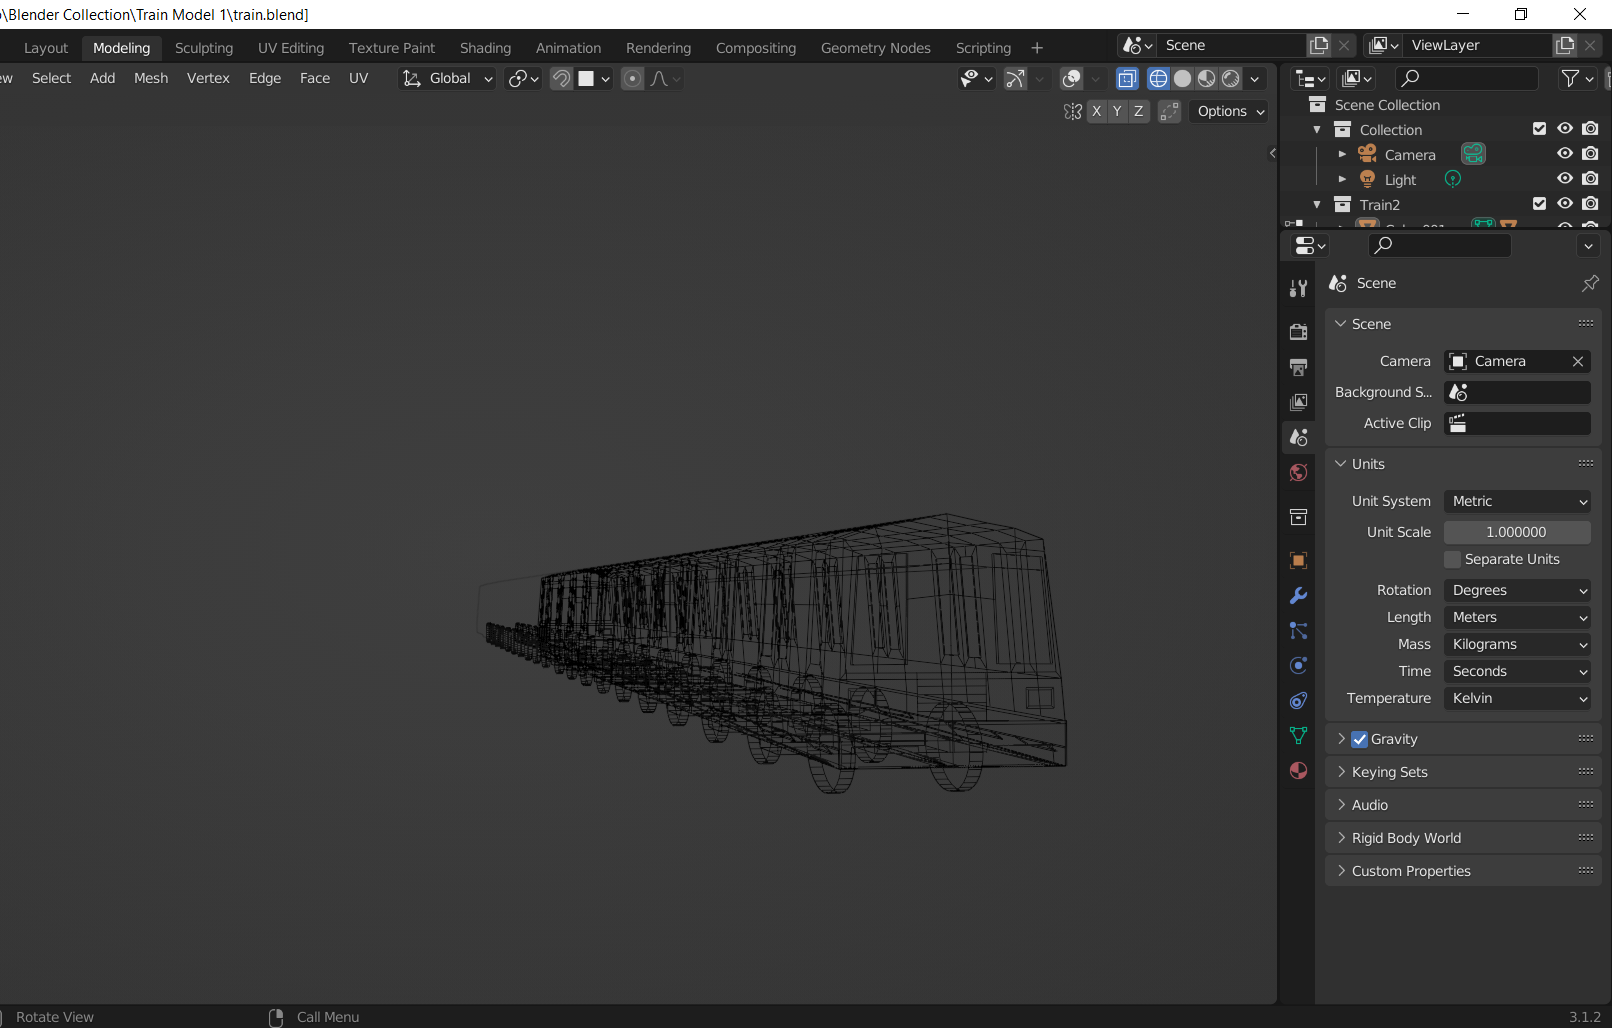 \Blender Collection\Train Model 1\train.blend]
Layout Modeling Sculpting UV Editing Texture Paint Shading Animation Rendering Compositing Geometry Nodes Scripting + Scene ViewLayer
ew Select Add Mesh Vertex Edge Face UV Global
X Y Z Options
Scene Collection
Collection
Camera
Light
Train2
Scene
Scene
Camera Camera
Background S...
Active Clip
Units
Unit System Metric
Unit Scale 1.000000
Separate Units
Rotation Degrees
Length Meters
Mass Kilograms
Time Seconds
Temperature Kelvin
Gravity
Keying Sets
Audio
Rigid Body World
Custom Properties
Rotate View Call Menu 3.1.2